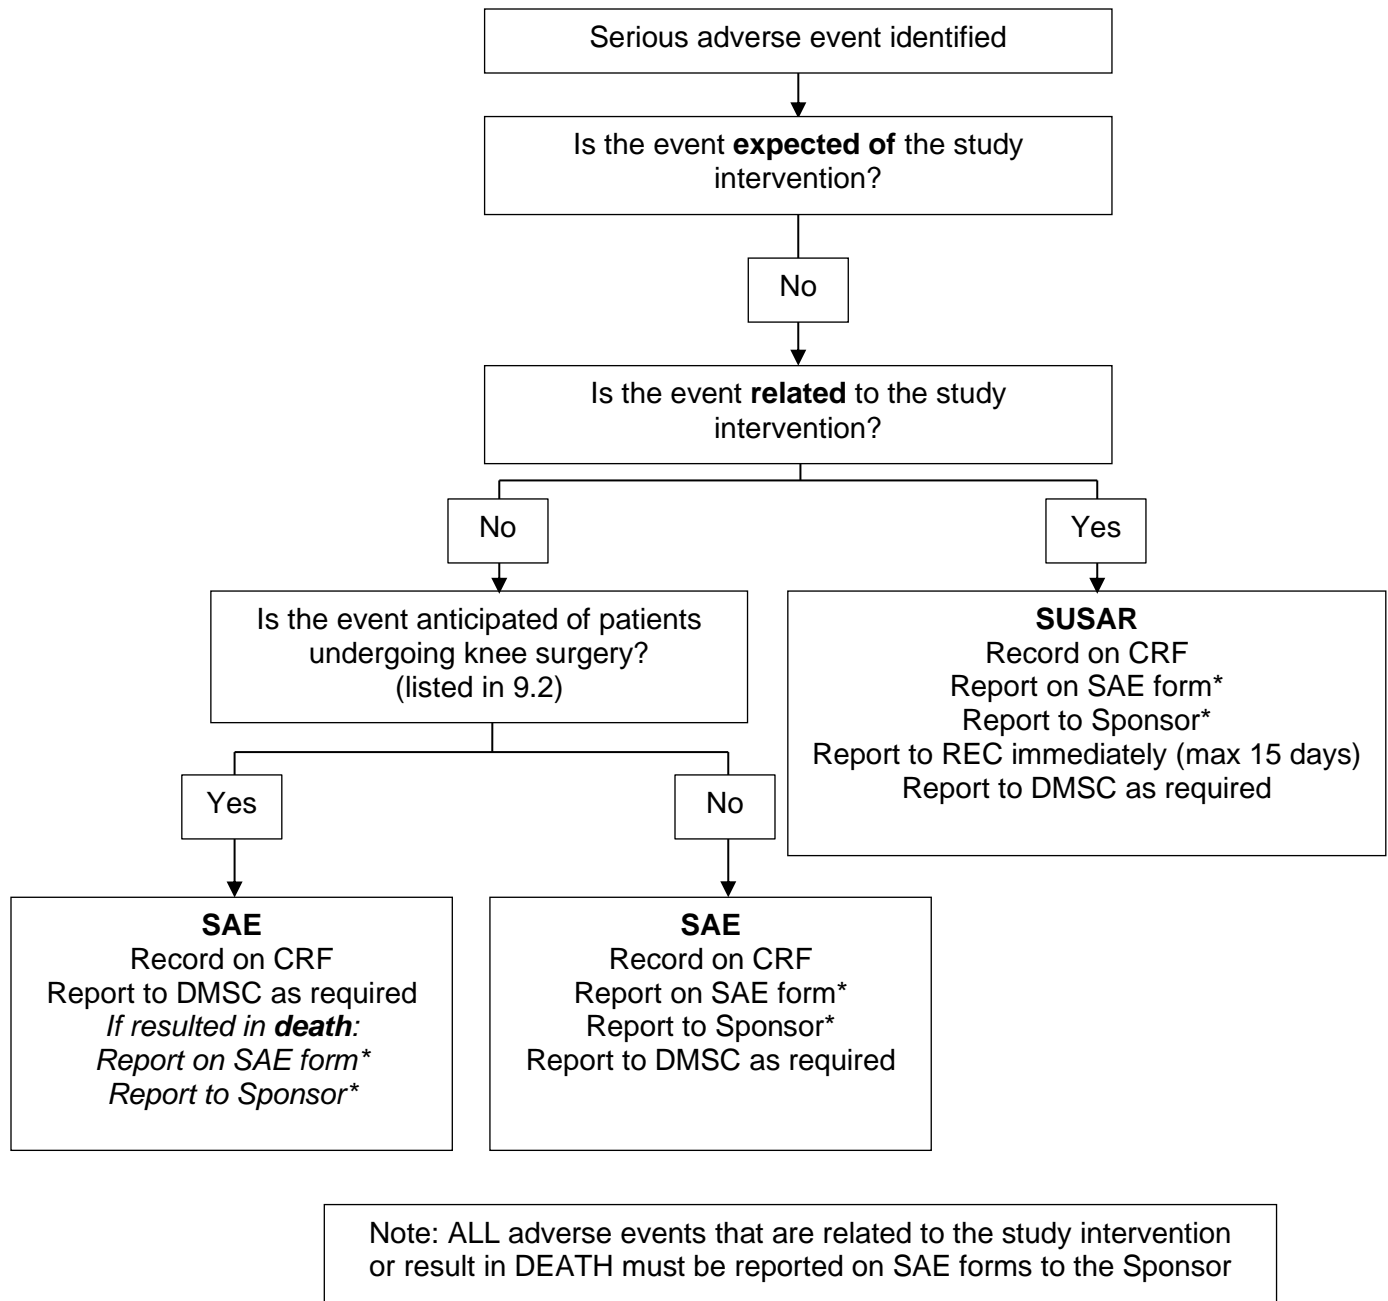 Serious adverse event identified
Is the event expected of the study
intervention?
No
Is the event related to the study
intervention?
No
Yes
Is the event anticipated of patients
undergoing knee surgery?
(listed in 9.2)
SUSAR
Record on CRF
Report on SAE form*
Report to Sponsor*
Report to REC immediately (max 15 days)
Report to DMSC as required
Yes
No
SAE
Record on CRF
Report to DMSC as required
If resulted in death:
Report on SAE form*
Report to Sponsor*
SAE
Record on CRF
Report on SAE form*
Report to Sponsor*
Report to DMSC as required
Note: ALL adverse events that are related to the study intervention
or result in DEATH must be reported on SAE forms to the Sponsor